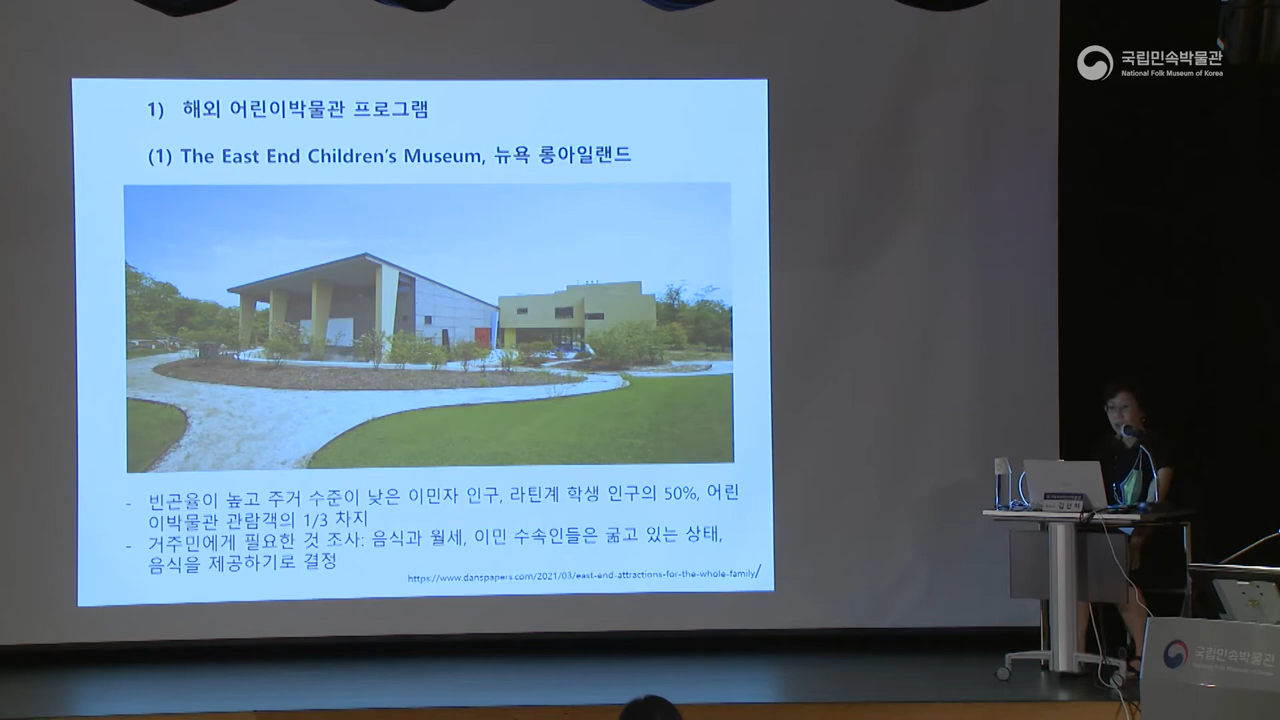 국립민속박물관
National Folk Museum of Korea
1) 해외 어린이박물관 프로그램
(1) The East End Children's Museum, 뉴욕 롱아일랜드
- 빈곤율이 높고 주거 수준이 낮은 이민자 인구, 라틴계 학생 인구의 50%, 어린
이박물관 관람객의 1/3 차지
- 거주민에게 필요한 것 조사: 음식과 월세, 이민 수속인들은 굶고 있는 상태,
음식을 제공하기로 결정
https://www.danspapers.com/2021/03/east-end-attractions-for-the-whole-family/
국립민속박물관
National Folk Museum of Korea